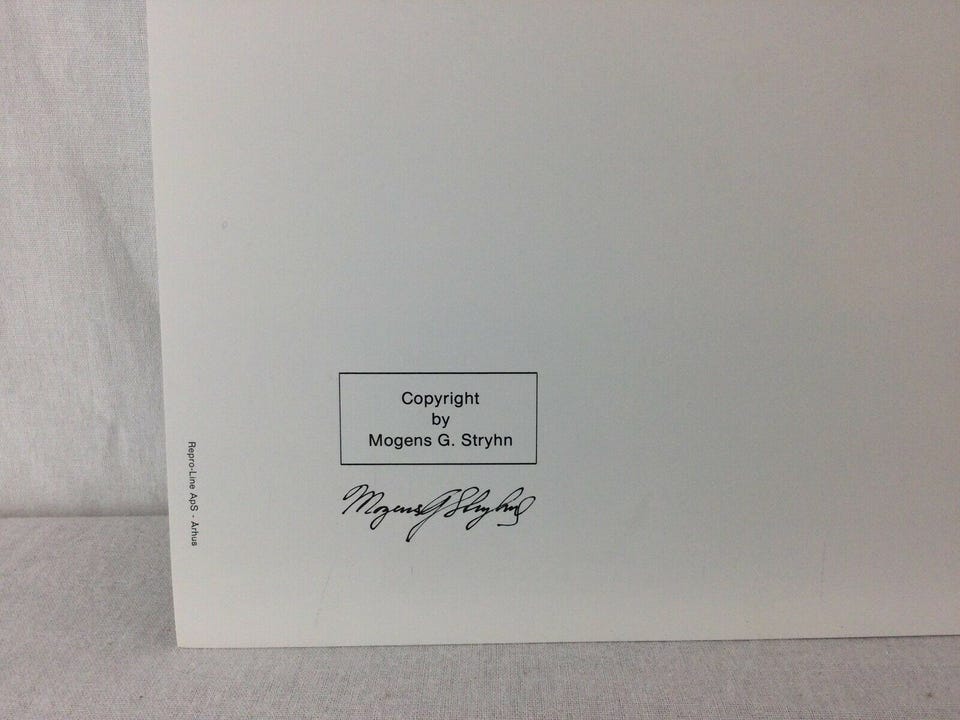 Copyright
by
Mogens G. Stryhn
Mogens G Stryhn
Repro-Line ApS - Århus